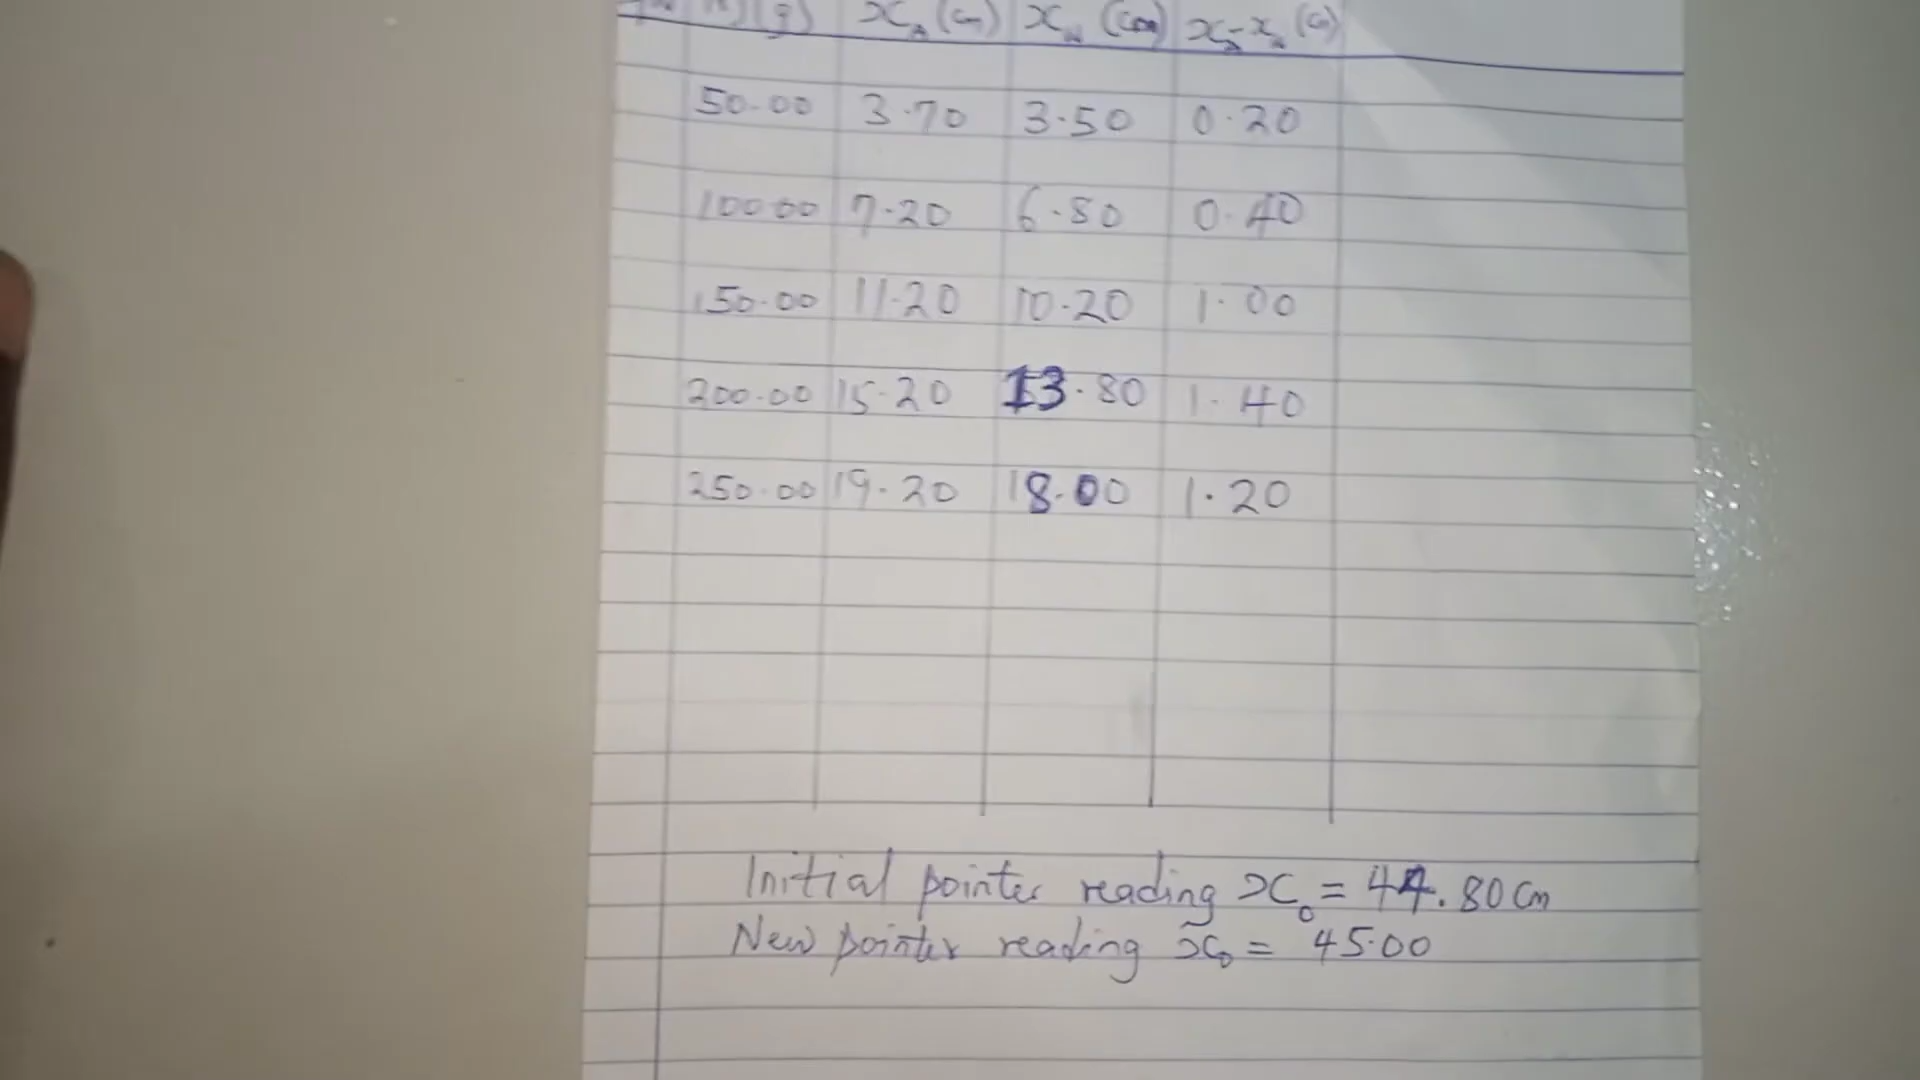 (g) x_A (cm) x_W (cm) x_A-x_W (cm)
50.00 3.70 3.50 0.20
100.00 7.20 6.80 0.40
150.00 11.20 10.20 1.00
200.00 15.20 13.80 1.40
250.00 19.20 18.00 1.20
Initial pointer reading x₀ = 44.80 cm
New pointer reading x̃₀ = 45.00